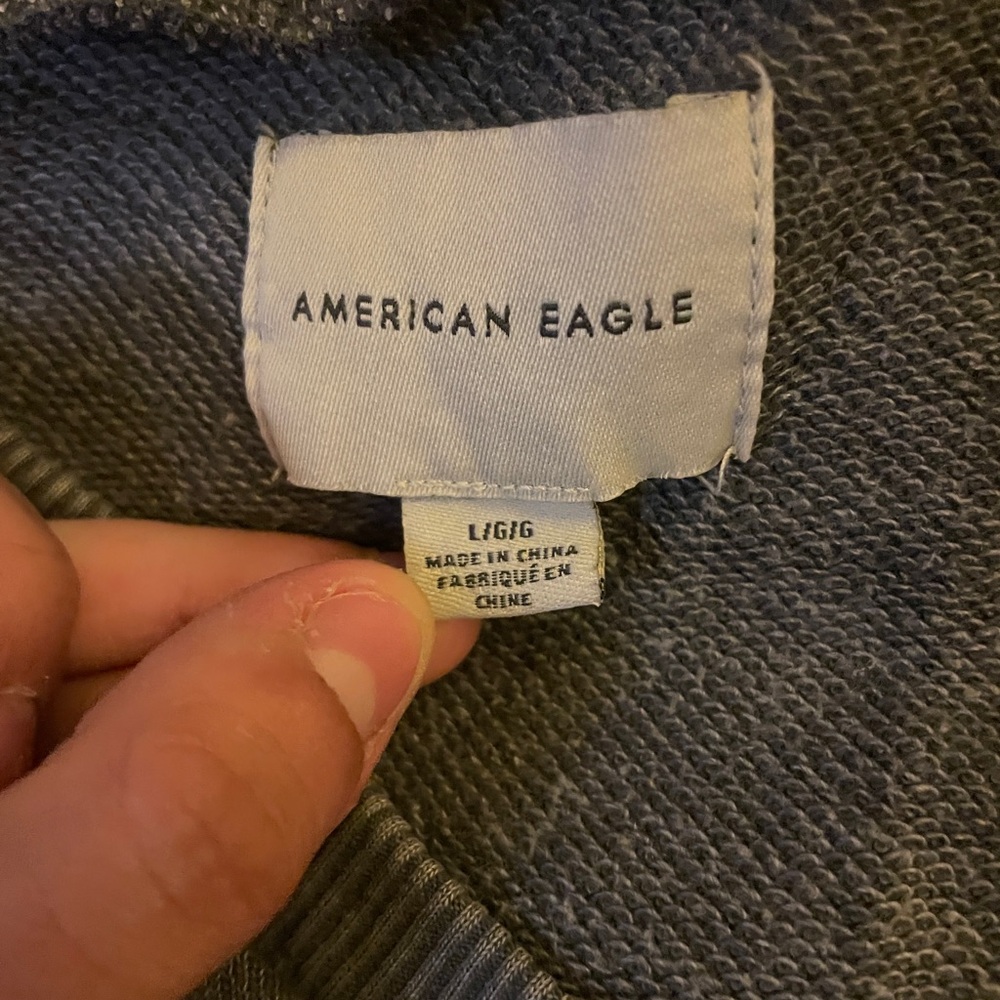 AMERICAN EAGLE
L/G/G
MADE IN CHINA
FABRIQUÉ EN
CHINE